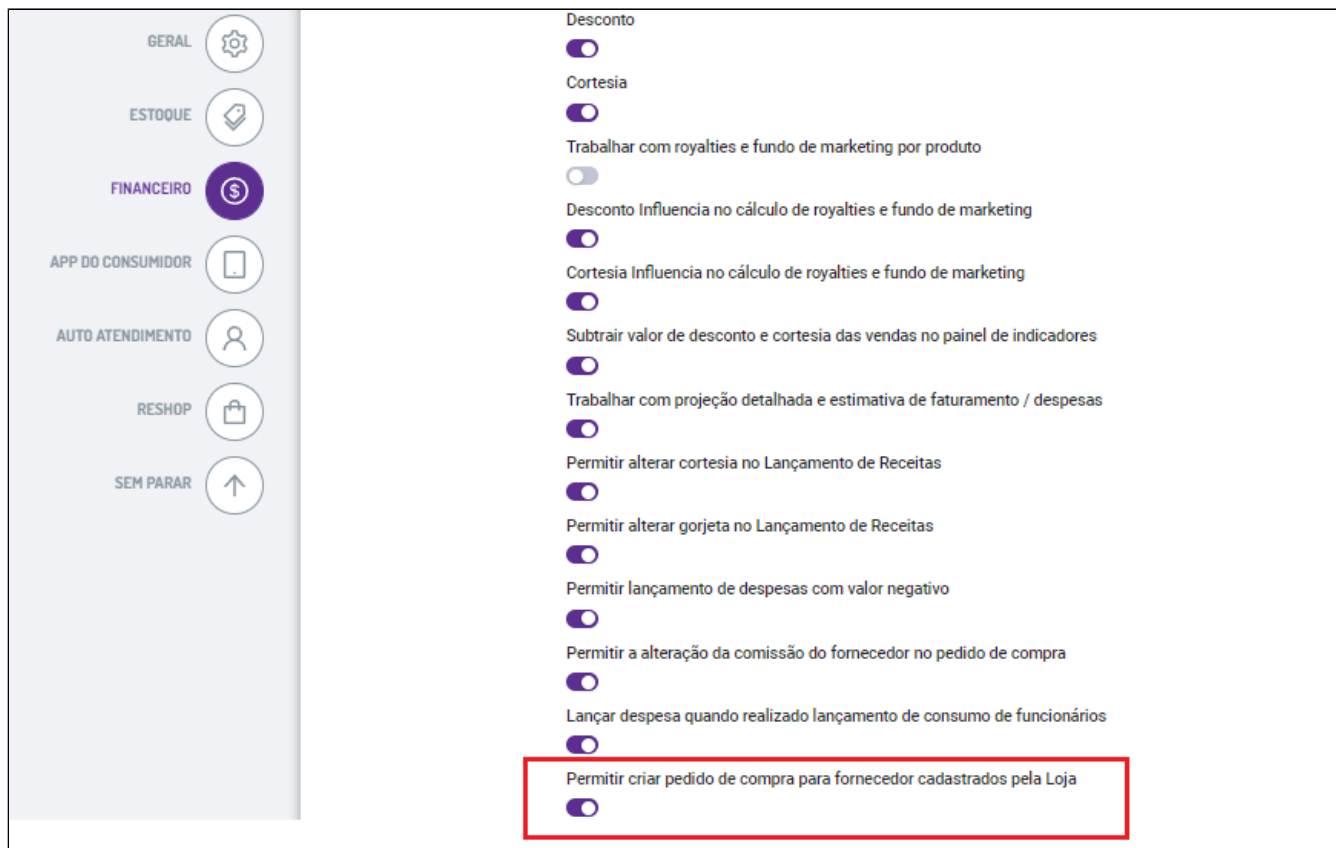 GERAL
ESTOQUE
FINANCEIRO
$
APP DO CONSUMIDOR
AUTO ATENDIMENTO
RESHOP
SEM PARAR
Desconto
Cortesia
Trabalhar com royalties e fundo de marketing por produto
Desconto Influencia no cálculo de royalties e fundo de marketing
Cortesia Influencia no cálculo de royalties e fundo de marketing
Subtrair valor de desconto e cortesia das vendas no painel de indicadores
Trabalhar com projeção detalhada e estimativa de faturamento / despesas
Permitir alterar cortesia no Lançamento de Receitas
Permitir alterar gorjeta no Lançamento de Receitas
Permitir lançamento de despesas com valor negativo
Permitir a alteração da comissão do fornecedor no pedido de compra
Lançar despesa quando realizado lançamento de consumo de funcionários
Permitir criar pedido de compra para fornecedor cadastrados pela Loja